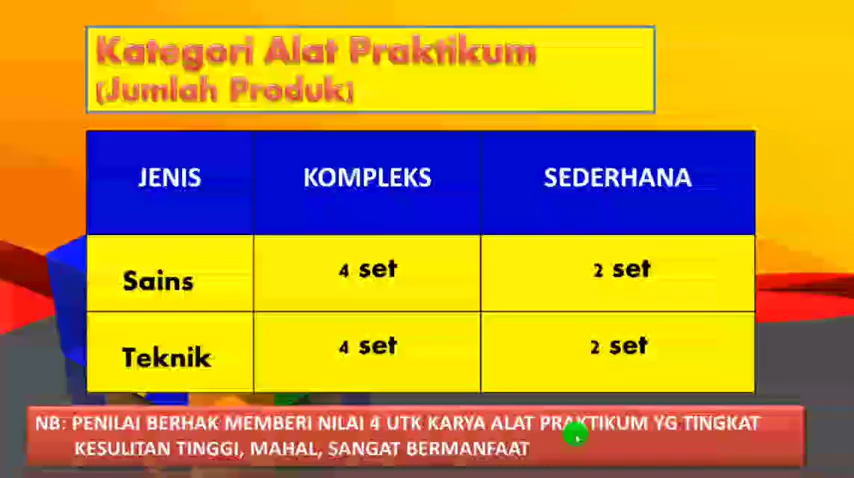 Kategori Alat Praktikum
(Jumlah Produk)
JENIS KOMPLEKS SEDERHANA
Sains 4 set 2 set
Teknik 4 set 2 set
NB: PENILAI BERHAK MEMBERI NILAI 4 UTK KARYA ALAT PRAKTIKUM YG TINGKAT
KESULITAN TINGGI, MAHAL, SANGAT BERMANFAAT